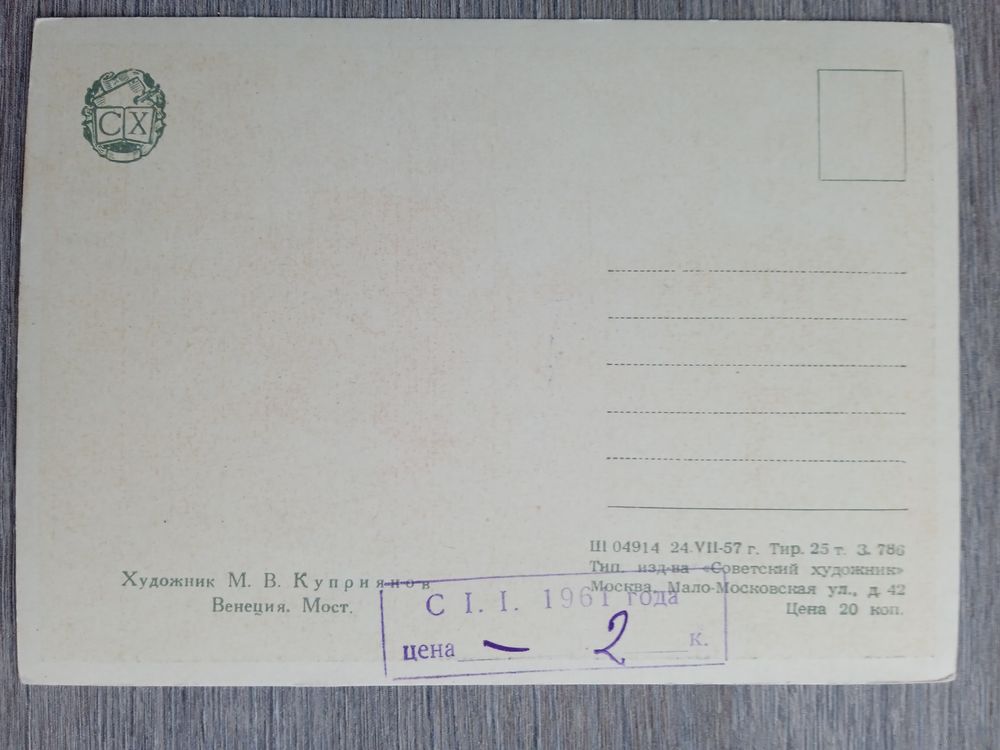 СХ
Художник М. В. Куприянов
Венеция. Мост.
Ш 04914 24.VII-57 г. Тир. 25 т. З. 786
Тип. изд-ва «Советский художник»
Москва, Мало-Московская ул., д. 42
Цена 20 коп.
С I. I. 1961 года
цена — 2 к.